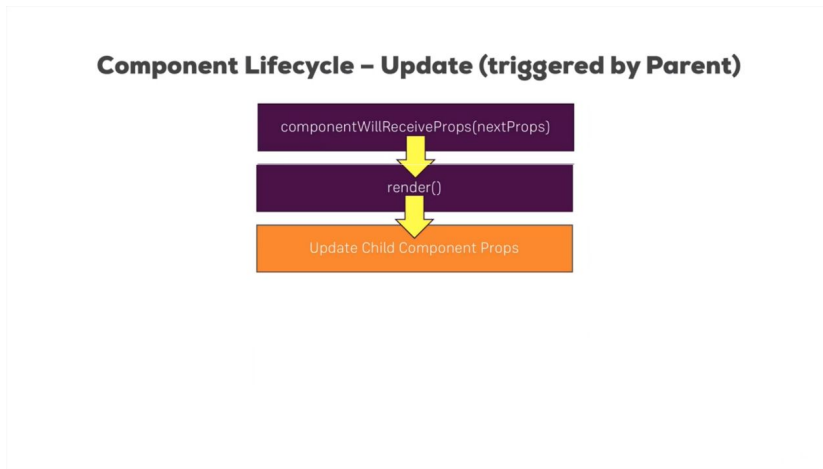 Component Lifecycle – Update (triggered by Parent)
componentWillReceiveProps(nextProps)
render()
Update Child Component Props